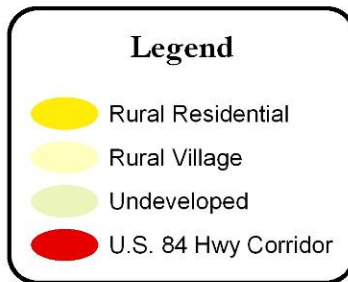 Legend
Rural Residential
Rural Village
Undeveloped
U.S. 84 Hwy Corridor